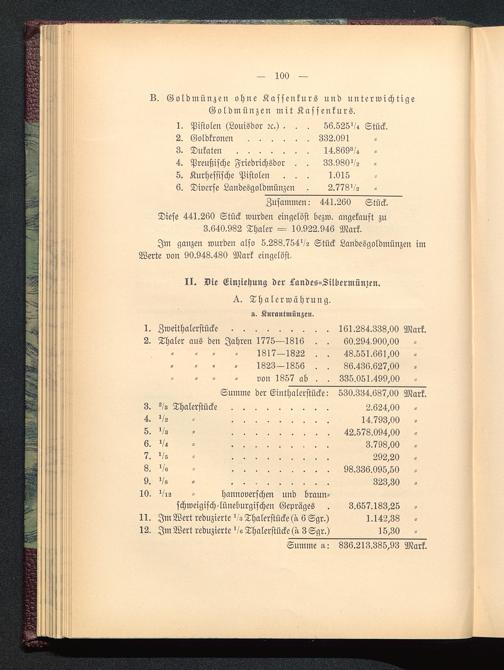 — 100 —
B. Goldmünzen ohne Kassenkurs und unterwichtige
Goldmünzen mit Kassenkurs.
1. Pistolen (Louisdor ꝛc.) . . . 56.525¼ Stück.
2. Goldkronen . . . . . . 332.091 "
3. Dukaten . . . . . . . 14.869¾ "
4. Preußische Friedrichsdor . . 33.980½ "
5. Kurhessische Pistolen . . . 1.015 "
6. Diverse Landesgoldmünzen . 2.778½ "
Zusammen: 441.260 Stück.
Diese 441.260 Stück wurden eingelöst bezw. angekauft zu
3.640.982 Thaler = 10.922.946 Mark.
Im ganzen wurden also 5.288.754½ Stück Landesgoldmünzen im
Werte von 90.948.480 Mark eingelöst.
II. Die Einziehung der Landes-Silbermünzen.
A. Thalerwährung.
a. Kurantmünzen.
1. Zweithalerstücke . . . . . . . . . 161.284.338,00 Mark.
2. Thaler aus den Jahren 1775—1816 . . 60.294.900,00 "
" " " " 1817—1822 . . 48.551.661,00 "
" " " " 1823—1856 . . 86.436.627,00 "
" " " " von 1857 ab . . 335.051.499,00 "
Summe der Einthalerstücke: 530.334.687,00 Mark.
3. ⅔ Thalerstücke . . . . . . . . . 2.624,00 "
4. ½ " . . . . . . . . . 14.793,00 "
5. ⅓ " . . . . . . . . . 42.578.094,00 "
6. ¼ " . . . . . . . . . 3.798,00 "
7. ⅕ " . . . . . . . . . 292,20 "
8. ⅙ " . . . . . . . . . 98.336.095,50 "
9. ⅛ " . . . . . . . . . 323,30 "
10. 1/12 " hannoverschen und braun-
schweigisch-lüneburgischen Gepräges . 3.657.183,25 "
11. Im Wert reduzierte ⅓ Thalerstücke (à 6 Sgr.) 1.142,38 "
12. Im Wert reduzierte ⅙ Thalerstücke (à 3 Sgr.) 15,30 "
Summe a: 836.213.385,93 Mark.